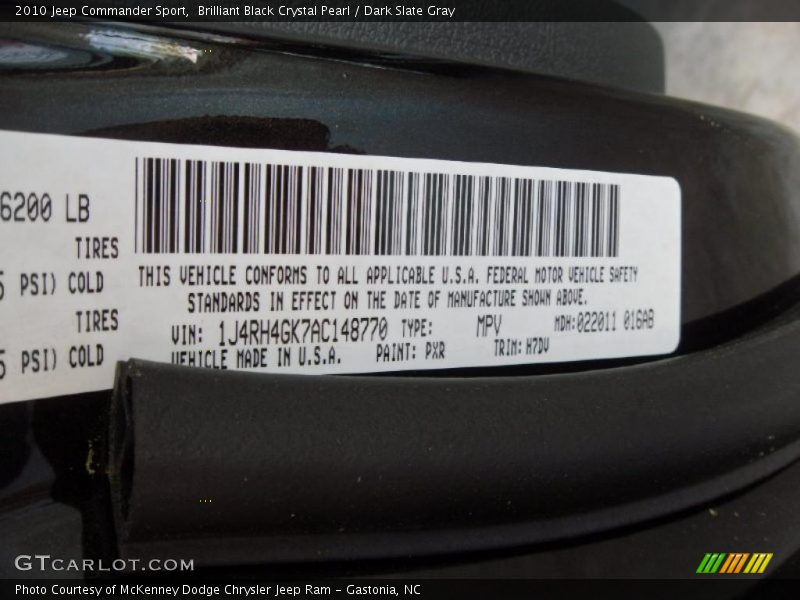 2010 Jeep Commander Sport,  Brilliant Black Crystal Pearl / Dark Slate Gray
6200 LB
TIRES
PSI) COLD
TIRES
5 PSI) COLD
THIS VEHICLE CONFORMS TO ALL APPLICABLE U.S.A. FEDERAL MOTOR VEHICLE SAFETY
STANDARDS IN EFFECT ON THE DATE OF MANUFACTURE SHOWN ABOVE.
VIN: 1J4RH4GK7AC148770 TYPE: MPV MDH:022011 016AB
VEHICLE MADE IN U.S.A. PAINT: PXR TRIM: H7DV
GTCARLOT.COM
Photo Courtesy of McKenney Dodge Chrysler Jeep Ram – Gastonia, NC